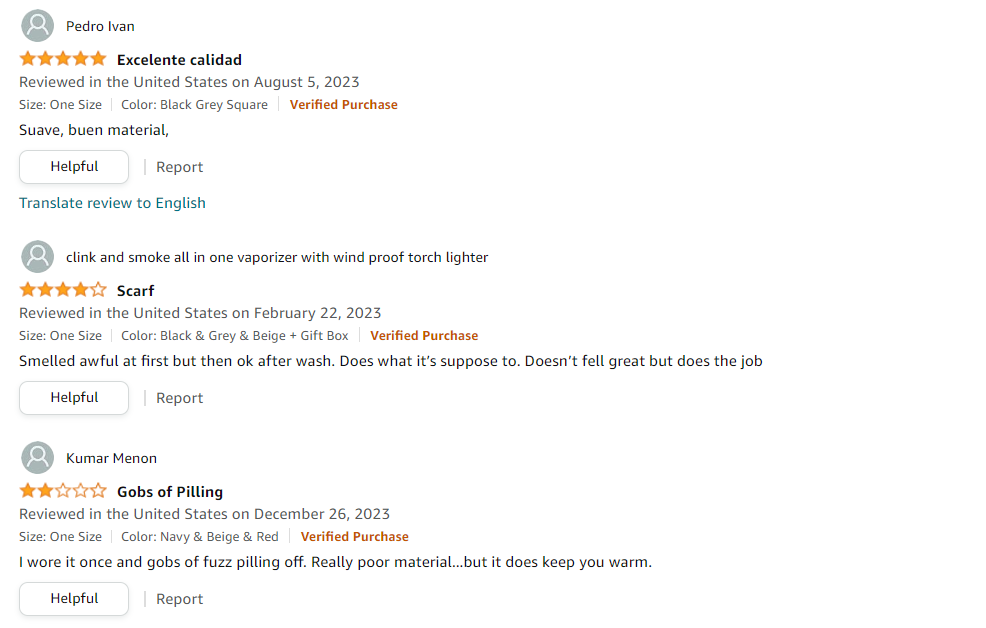 Pedro Ivan
Excelente calidad
Reviewed in the United States on August 5, 2023
Size: One Size | Color: Black Grey Square | Verified Purchase
Suave, buen material,
Helpful | Report
Translate review to English
clink and smoke all in one vaporizer with wind proof torch lighter
Scarf
Reviewed in the United States on February 22, 2023
Size: One Size | Color: Black & Grey & Beige + Gift Box | Verified Purchase
Smelled awful at first but then ok after wash. Does what it’s suppose to. Doesn’t fell great but does the job
Helpful | Report
Kumar Menon
Gobs of Pilling
Reviewed in the United States on December 26, 2023
Size: One Size | Color: Navy & Beige & Red | Verified Purchase
I wore it once and gobs of fuzz pilling off. Really poor material...but it does keep you warm.
Helpful | Report